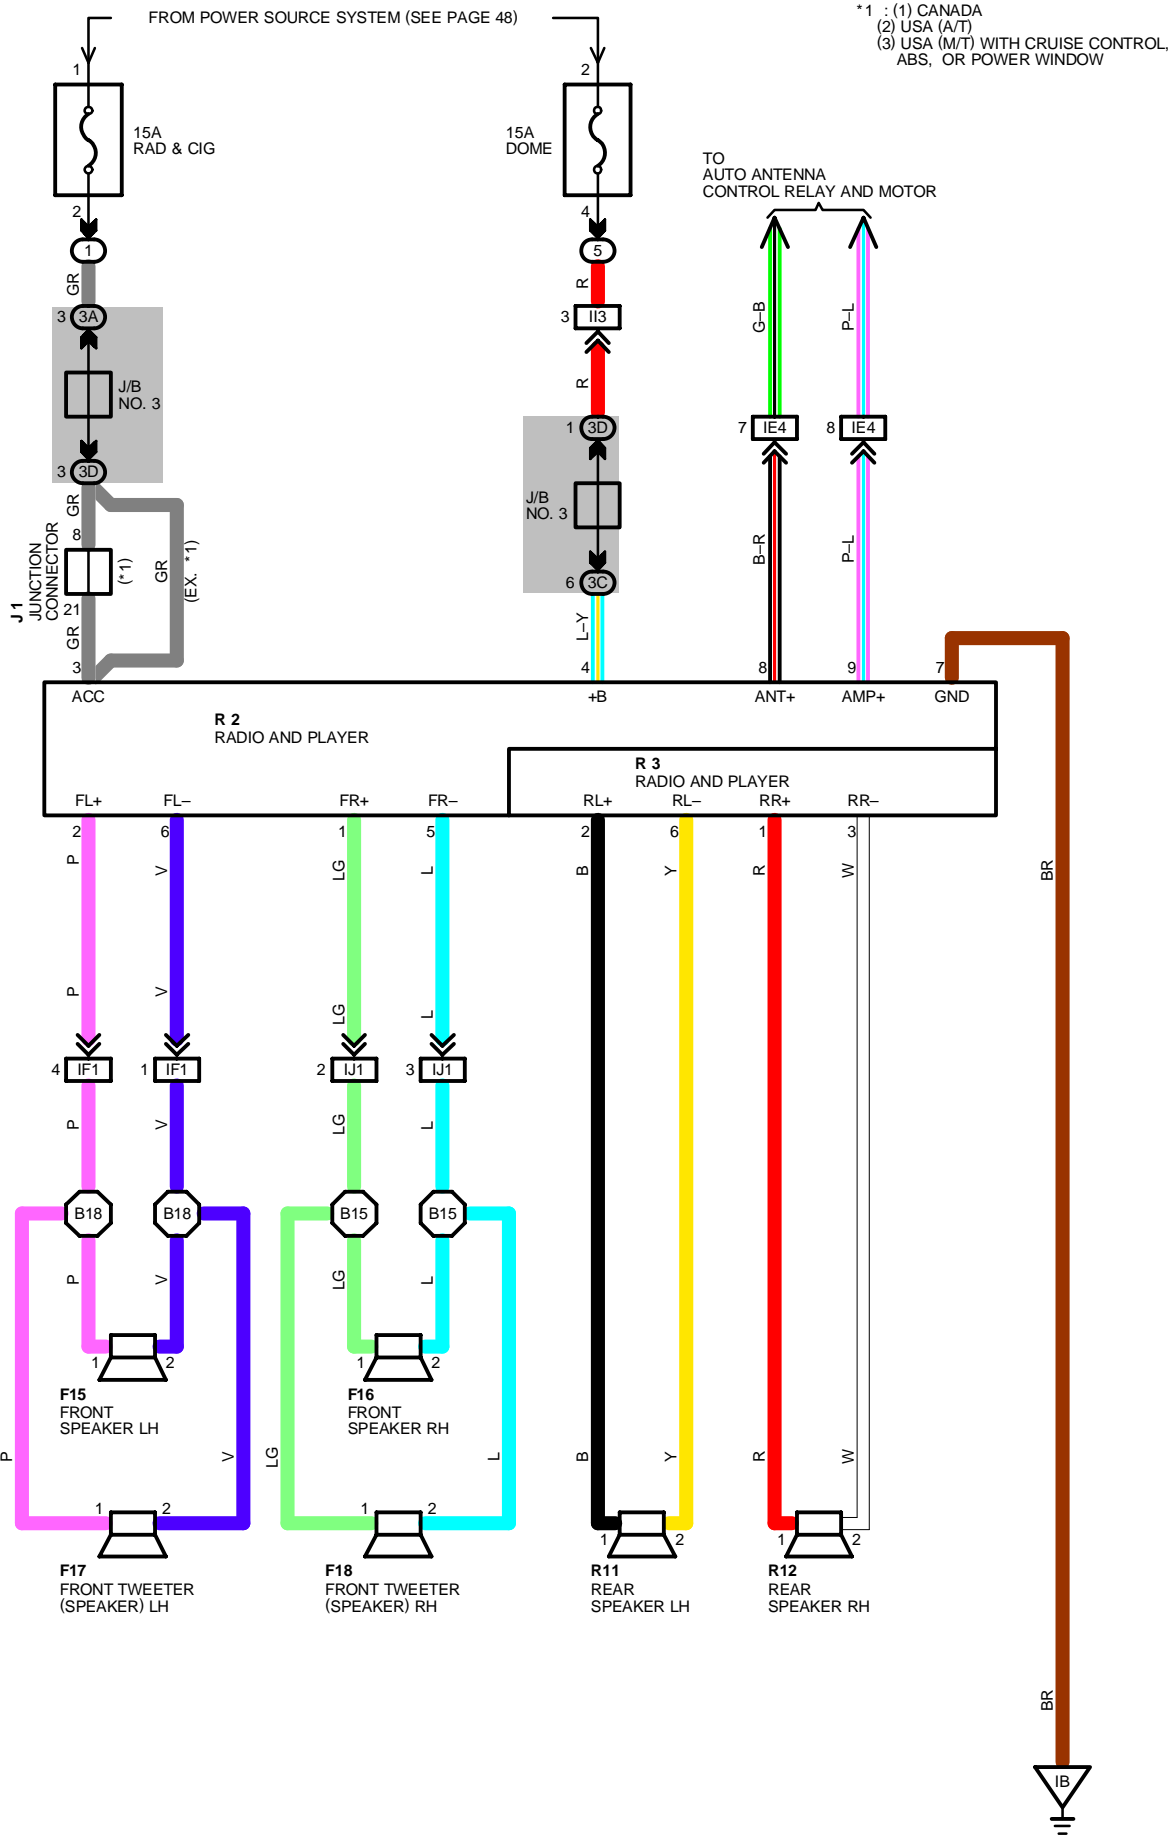 FROM POWER SOURCE SYSTEM (SEE PAGE 48)
*1 : (1) CANADA
(2) USA (A/T)
(3) USA (M/T) WITH CRUISE CONTROL,
ABS, OR POWER WINDOW
1
2
15A
RAD & CIG
15A
DOME
TO
AUTO ANTENNA
CONTROL RELAY AND MOTOR
2
4
1
5
GR
R
3 3A
3 II3
G–B
P–L
J/B
NO. 3
R
1 3D
7 IE4
8 IE4
3 3D
GR
J/B
NO. 3
8
J 1
JUNCTION
CONNECTOR
(*1)
GR
(EX. *1)
B–R
P–L
6 3C
21
GR
L–Y
3
4
8
9
7
ACC
+B
ANT+
AMP+
GND
R 2
RADIO AND PLAYER
R 3
RADIO AND PLAYER
FL+
FL–
FR+
FR–
RL+
RL–
RR+
RR–
2
6
1
5
2
6
1
3
P
V
LG
L
B
Y
R
W
BR
P
V
LG
L
4 IF1
1 IF1
2 IJ1
3 IJ1
P
V
LG
L
B18
B18
B15
B15
P
V
LG
L
1
2
1
2
F15
FRONT
SPEAKER LH
F16
FRONT
SPEAKER RH
P
V
LG
L
B
Y
R
W
1
2
1
2
1
2
1
2
F17
FRONT TWEETER
(SPEAKER) LH
F18
FRONT TWEETER
(SPEAKER) RH
R11
REAR
SPEAKER LH
R12
REAR
SPEAKER RH
BR
IB